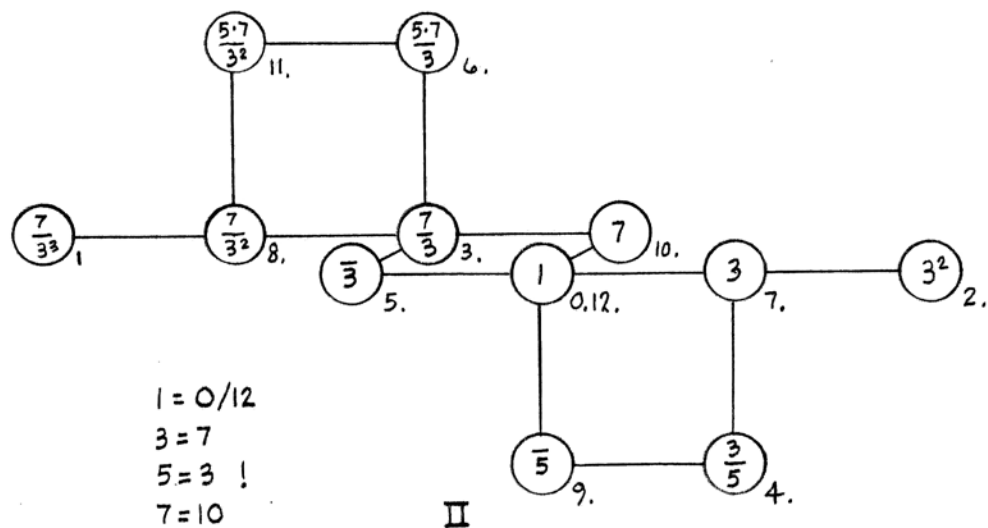 5·7/3² 11. 5·7/3 6.
7/3³ 1 7/3² 8. 7/3 3. 7 10.
3̅ 5. 1 0.12. 3 7. 3² 2.
1 = 0/12
3 = 7
5 = 3 !
7 = 10
5̅ 9. 3/5 4.
II